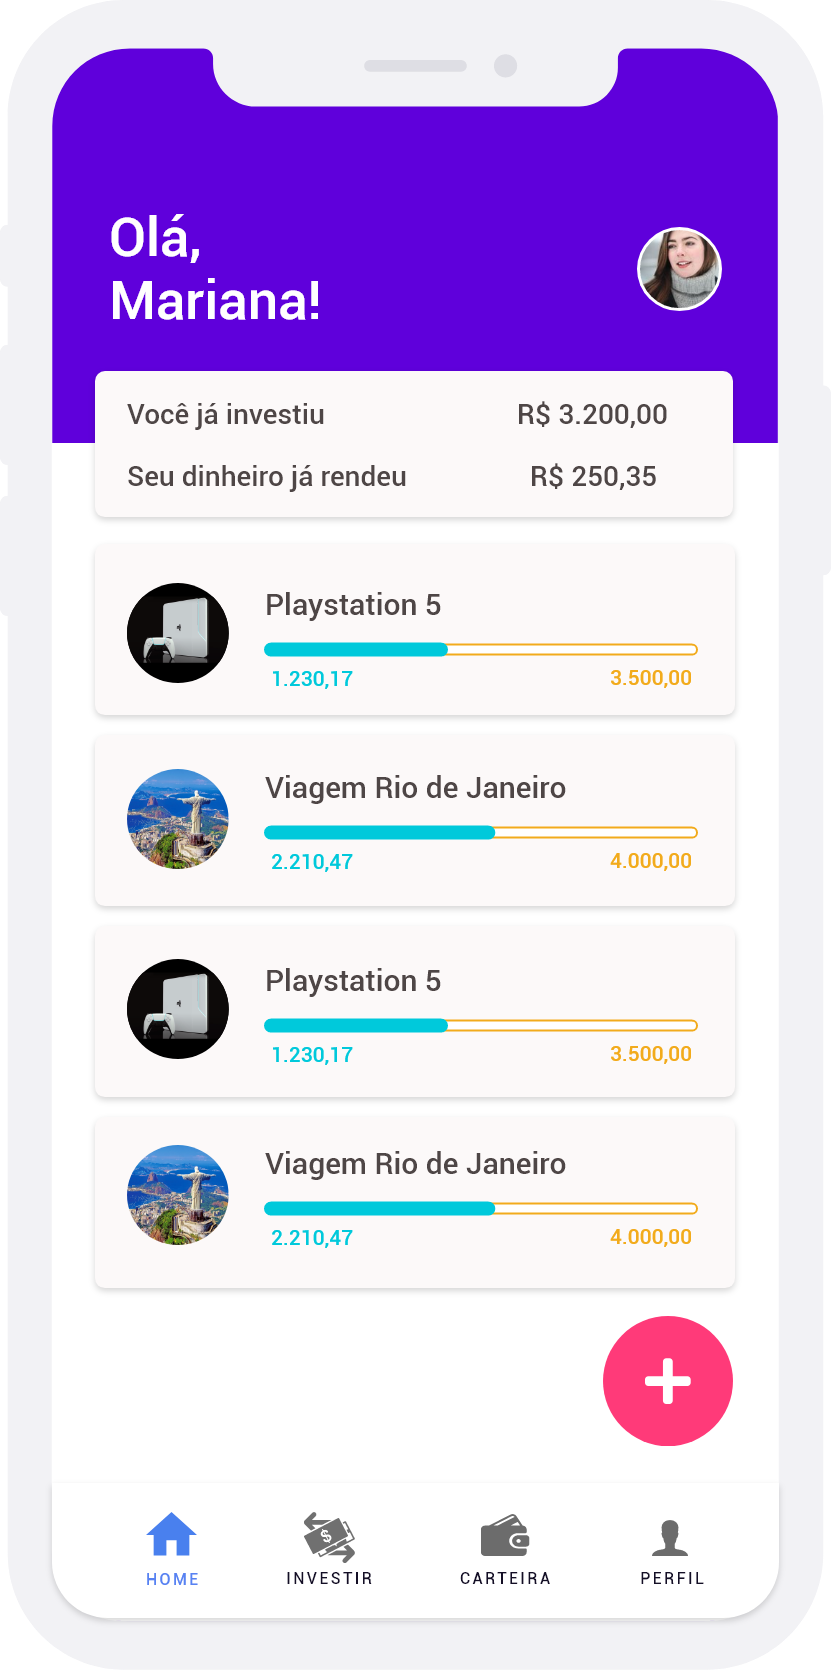 Olá,
Mariana!
Você já investiu R$ 3.200,00
Seu dinheiro já rendeu R$ 250,35
Playstation 5
1.230,17 3.500,00
Viagem Rio de Janeiro
2.210,47 4.000,00
Playstation 5
1.230,17 3.500,00
Viagem Rio de Janeiro
2.210,47 4.000,00
HOME INVESTIR CARTEIRA PERFIL